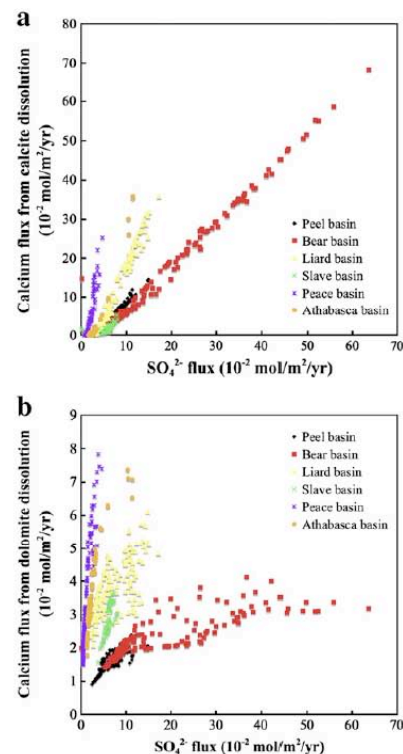 a
Calcium flux from calcite dissolution
(10⁻² mol/m²/yr)
80
70
60
50
40
30
20
10
0
Peel basin
Bear basin
Liard basin
Slave basin
Peace basin
Athabasca basin
0 10 20 30 40 50 60 70
SO₄²⁻ flux (10⁻² mol/m²/yr)
b
Calcium flux from dolomite dissolution
(10⁻² mol/m²/yr)
9
8
7
6
5
4
3
2
1
0
Peel basin
Bear basin
Liard basin
Slave basin
Peace basin
Athabasca basin
0 10 20 30 40 50 60 70
SO₄²⁻ flux (10⁻² mol/m²/yr)